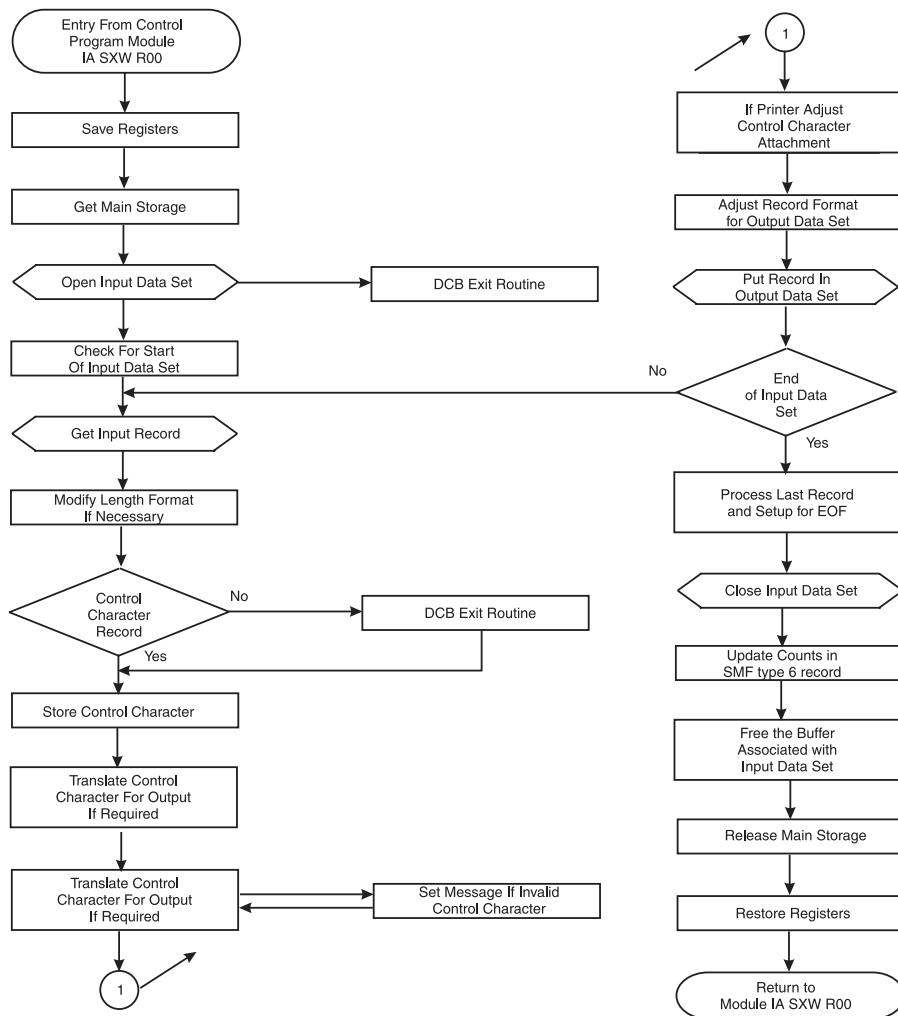 Entry From Control
Program Module
IA SXW R00
Save Registers
Get Main Storage
Open Input Data Set
DCB Exit Routine
Check For Start
Of Input Data Set
Get Input Record
Modify Length Format
If Necessary
Control
Character
Record
No
DCB Exit Routine
Yes
Store Control Character
Translate Control
Character For Output
If Required
Translate Control
Character For Output
If Required
Set Message If Invalid
Control Character
1
1
If Printer Adjust
Control Character
Attachment
Adjust Record Format
for Output Data Set
Put Record In
Output Data Set
No
End
of Input Data
Set
Yes
Process Last Record
and Setup for EOF
Close Input Data Set
Update Counts in
SMF type 6 record
Free the Buffer
Associated with
Input Data Set
Release Main Storage
Restore Registers
Return to
Module IA SXW R00